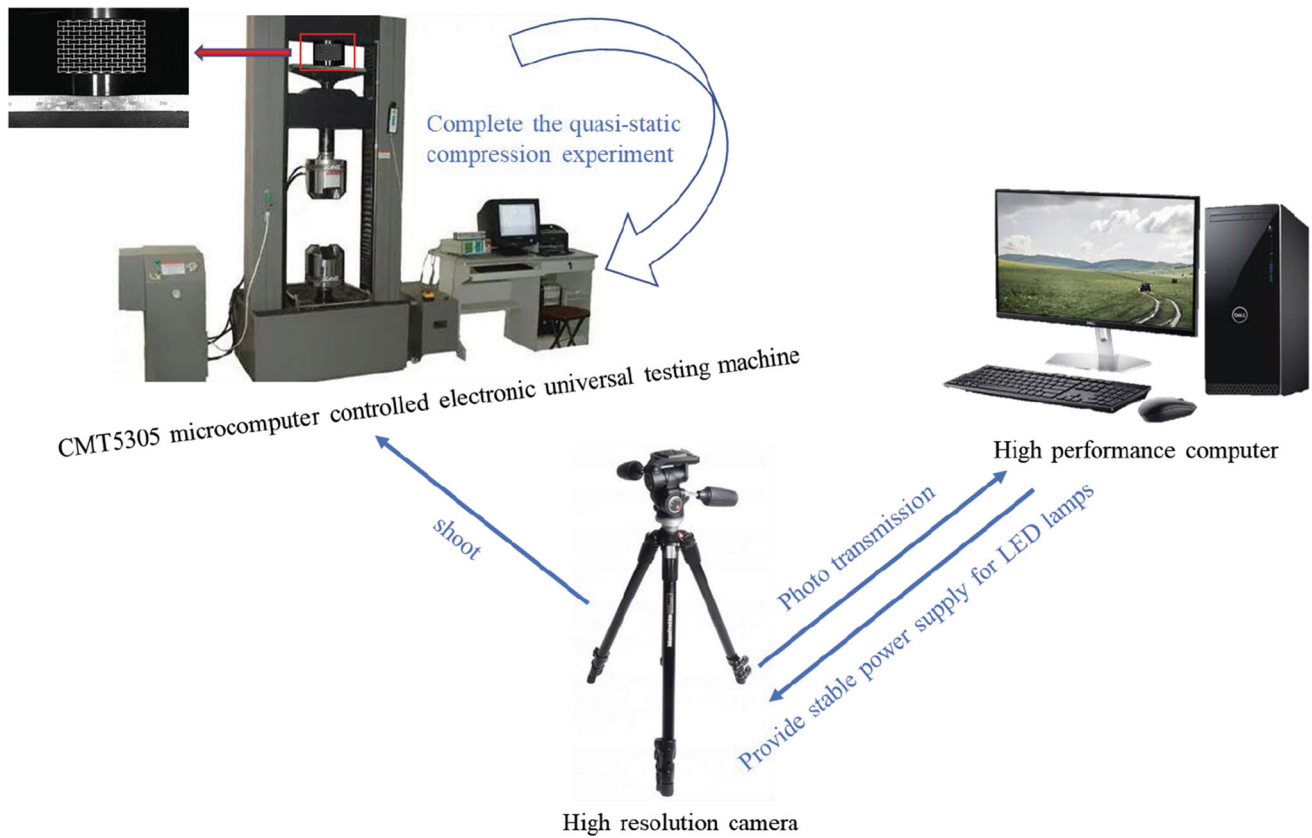 Complete the quasi-static
compression experiment
CMT5305 microcomputer controlled electronic universal testing machine
High performance computer
shoot
Photo transmission
Provide stable power supply for LED lamps
High resolution camera
DELL